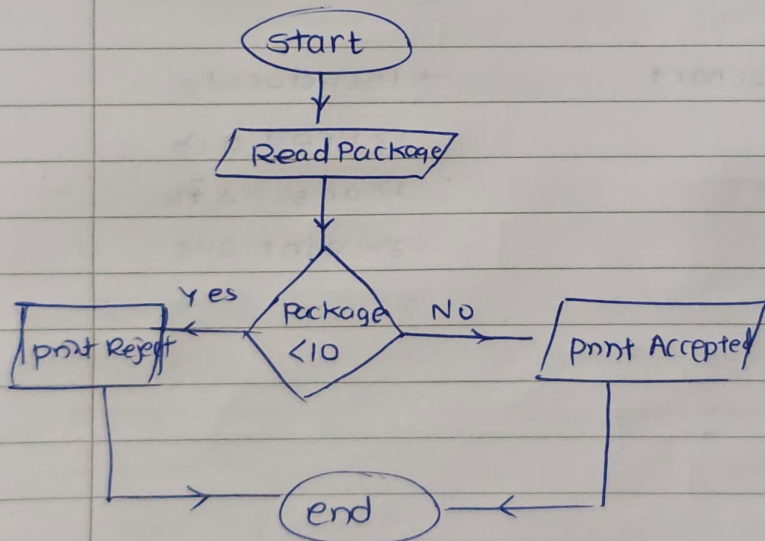 start
Read Package
Yes
Package
<10
No
print Reject
print Accepted
end